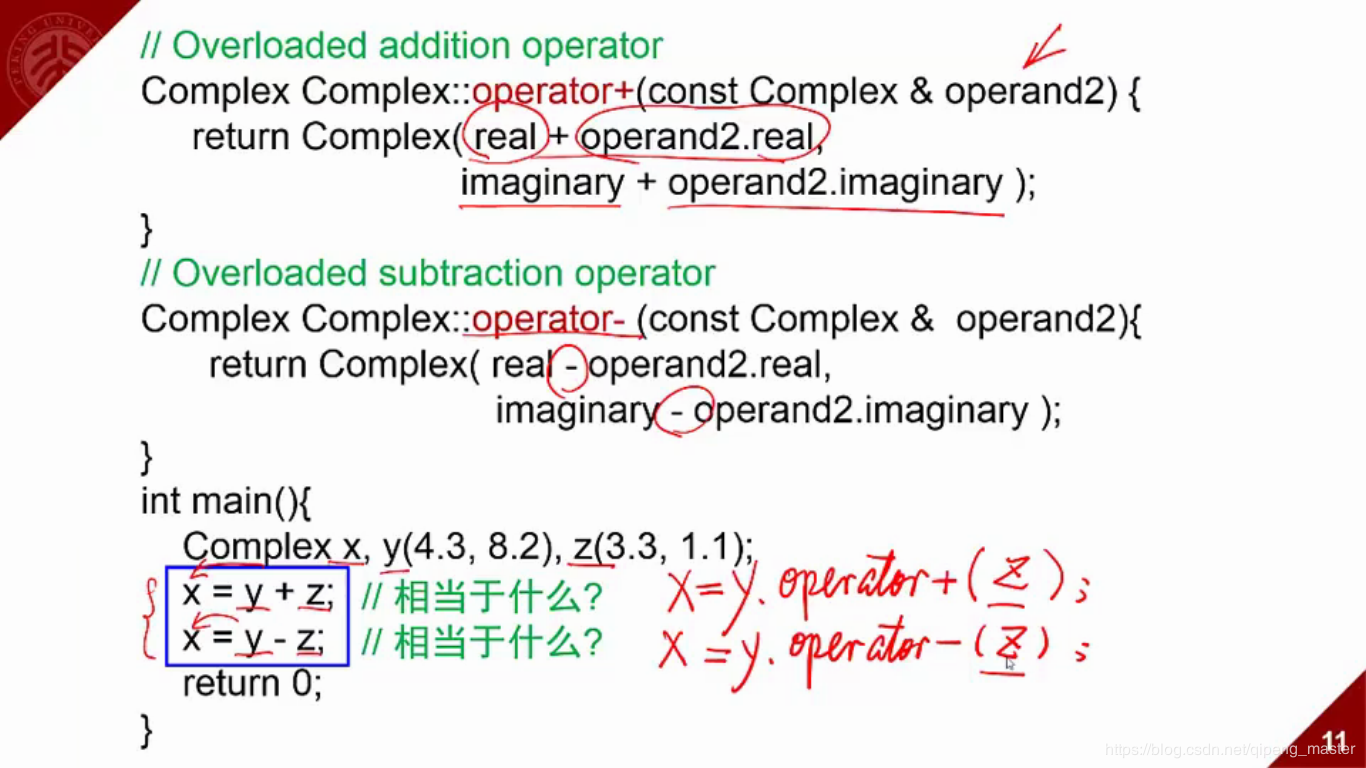 // Overloaded addition operator
Complex Complex::operator+(const Complex & operand2) {
return Complex( real + operand2.real,
imaginary + operand2.imaginary );
}
// Overloaded subtraction operator
Complex Complex::operator- (const Complex & operand2){
return Complex( real - operand2.real,
imaginary - operand2.imaginary );
}
int main(){
Complex x, y(4.3, 8.2), z(3.3, 1.1);
x = y + z; // 相当于什么? x=y.operator+(z);
x = y - z; // 相当于什么? x=y.operator-(z);
return 0;
}
11
https://blog.csdn.net/qipang_master